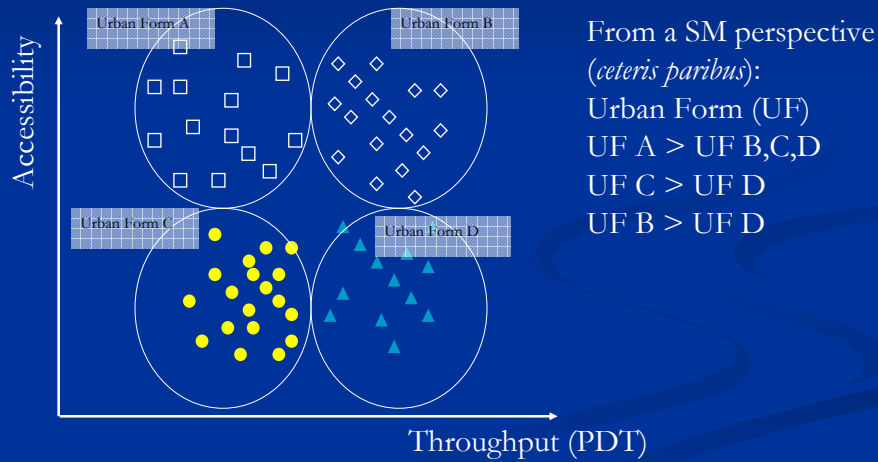 Urban Form A
Urban Form B
From a SM perspective
(ceteris paribus):
Urban Form (UF)
UF A > UF B,C,D
UF C > UF D
UF B > UF D
Accessibility
Urban Form C
Urban Form D
Throughput (PDT)